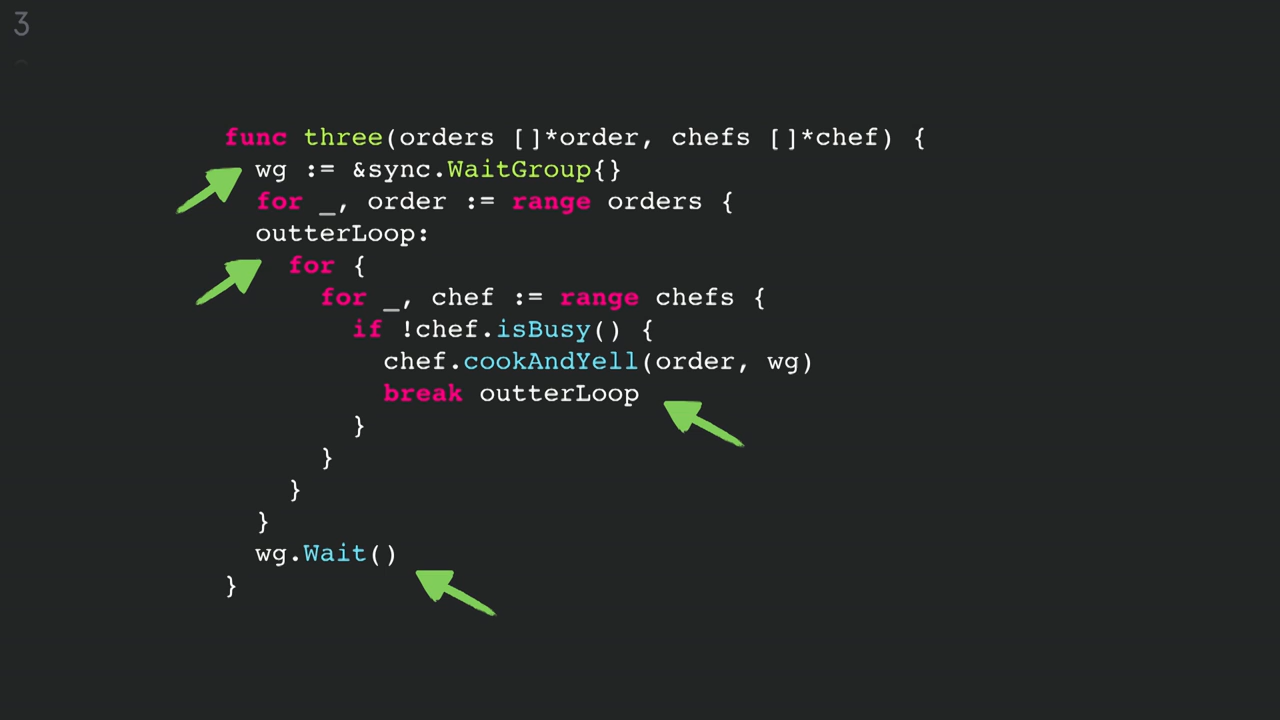 3
func three(orders []*order, chefs []*chef) {
wg := &sync.WaitGroup{}
for _, order := range orders {
outterLoop:
for {
for _, chef := range chefs {
if !chef.isBusy() {
chef.cookAndYell(order, wg)
break outterLoop
}
}
}
}
wg.Wait()
}